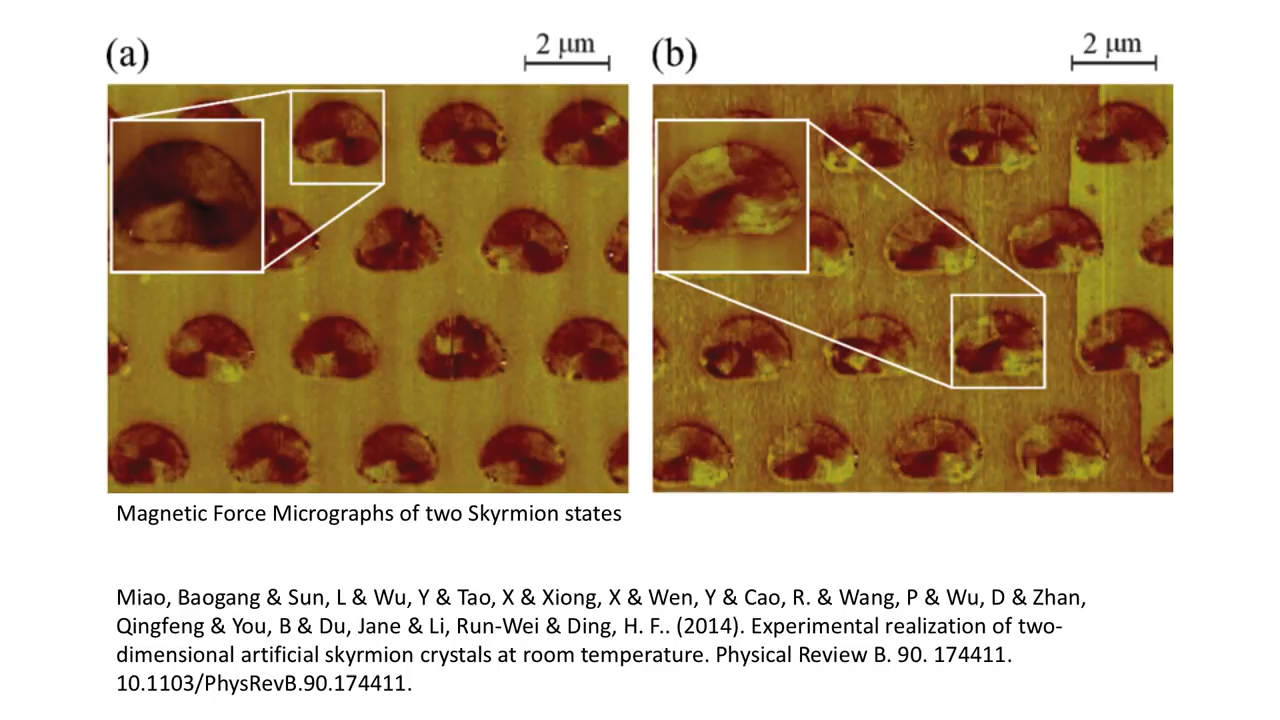 (a)
2 μm
(b)
2 μm
Magnetic Force Micrographs of two Skyrmion states
Miao, Baogang & Sun, L & Wu, Y & Tao, X & Xiong, X & Wen, Y & Cao, R. & Wang, P & Wu, D & Zhan,
Qingfeng & You, B & Du, Jane & Li, Run-Wei & Ding, H. F.. (2014). Experimental realization of two-
dimensional artificial skyrmion crystals at room temperature. Physical Review B. 90. 174411.
10.1103/PhysRevB.90.174411.